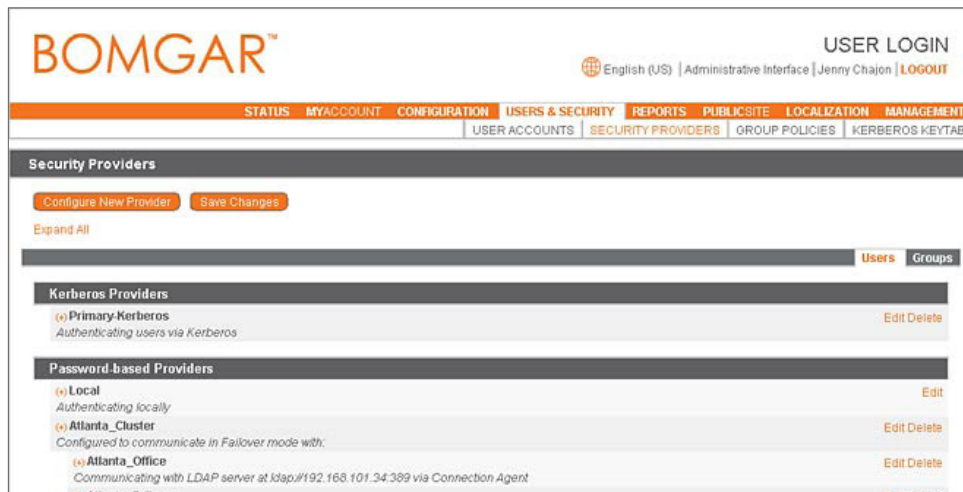 BOMGAR™
USER LOGIN
English (US) | Administrative Interface | Jenny Chajon | LOGOUT
STATUS MYACCOUNT CONFIGURATION USERS & SECURITY REPORTS PUBLICSITE LOCALIZATION MANAGEMENT
USER ACCOUNTS | SECURITY PROVIDERS | GROUP POLICIES | KERBEROS KEYTAB
Security Providers
Configure New Provider Save Changes
Expand All
Users Groups
Kerberos Providers
(+) Primary-Kerberos Edit Delete
Authenticating users via Kerberos
Password-based Providers
(+) Local Edit
Authenticating locally
(+) Atlanta_Cluster Edit Delete
Configured to communicate in Failover mode with:
(+) Atlanta_Office Edit Delete
Communicating with LDAP server at ldap://192.168.101.34:389 via Connection Agent